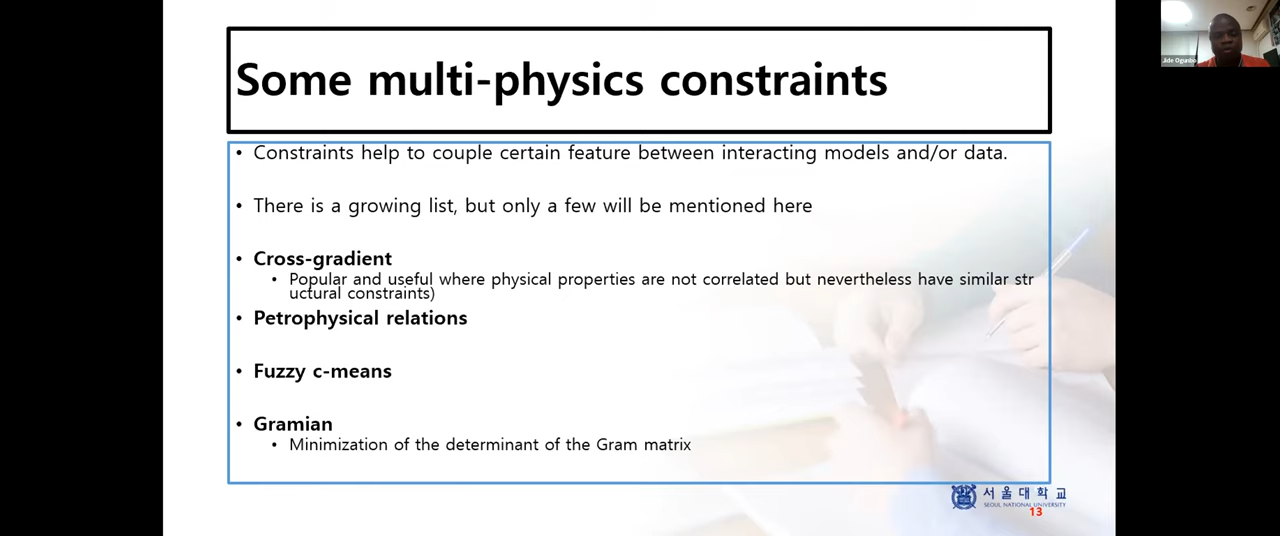 Some multi-physics constraints
• Constraints help to couple certain feature between interacting models and/or data.
• There is a growing list, but only a few will be mentioned here
• Cross-gradient
• Popular and useful where physical properties are not correlated but nevertheless have similar str
uctural constraints)
• Petrophysical relations
• Fuzzy c-means
• Gramian
• Minimization of the determinant of the Gram matrix
서울대학교
SEOUL NATIONAL UNIVERSITY
13
Jide Ogunbo